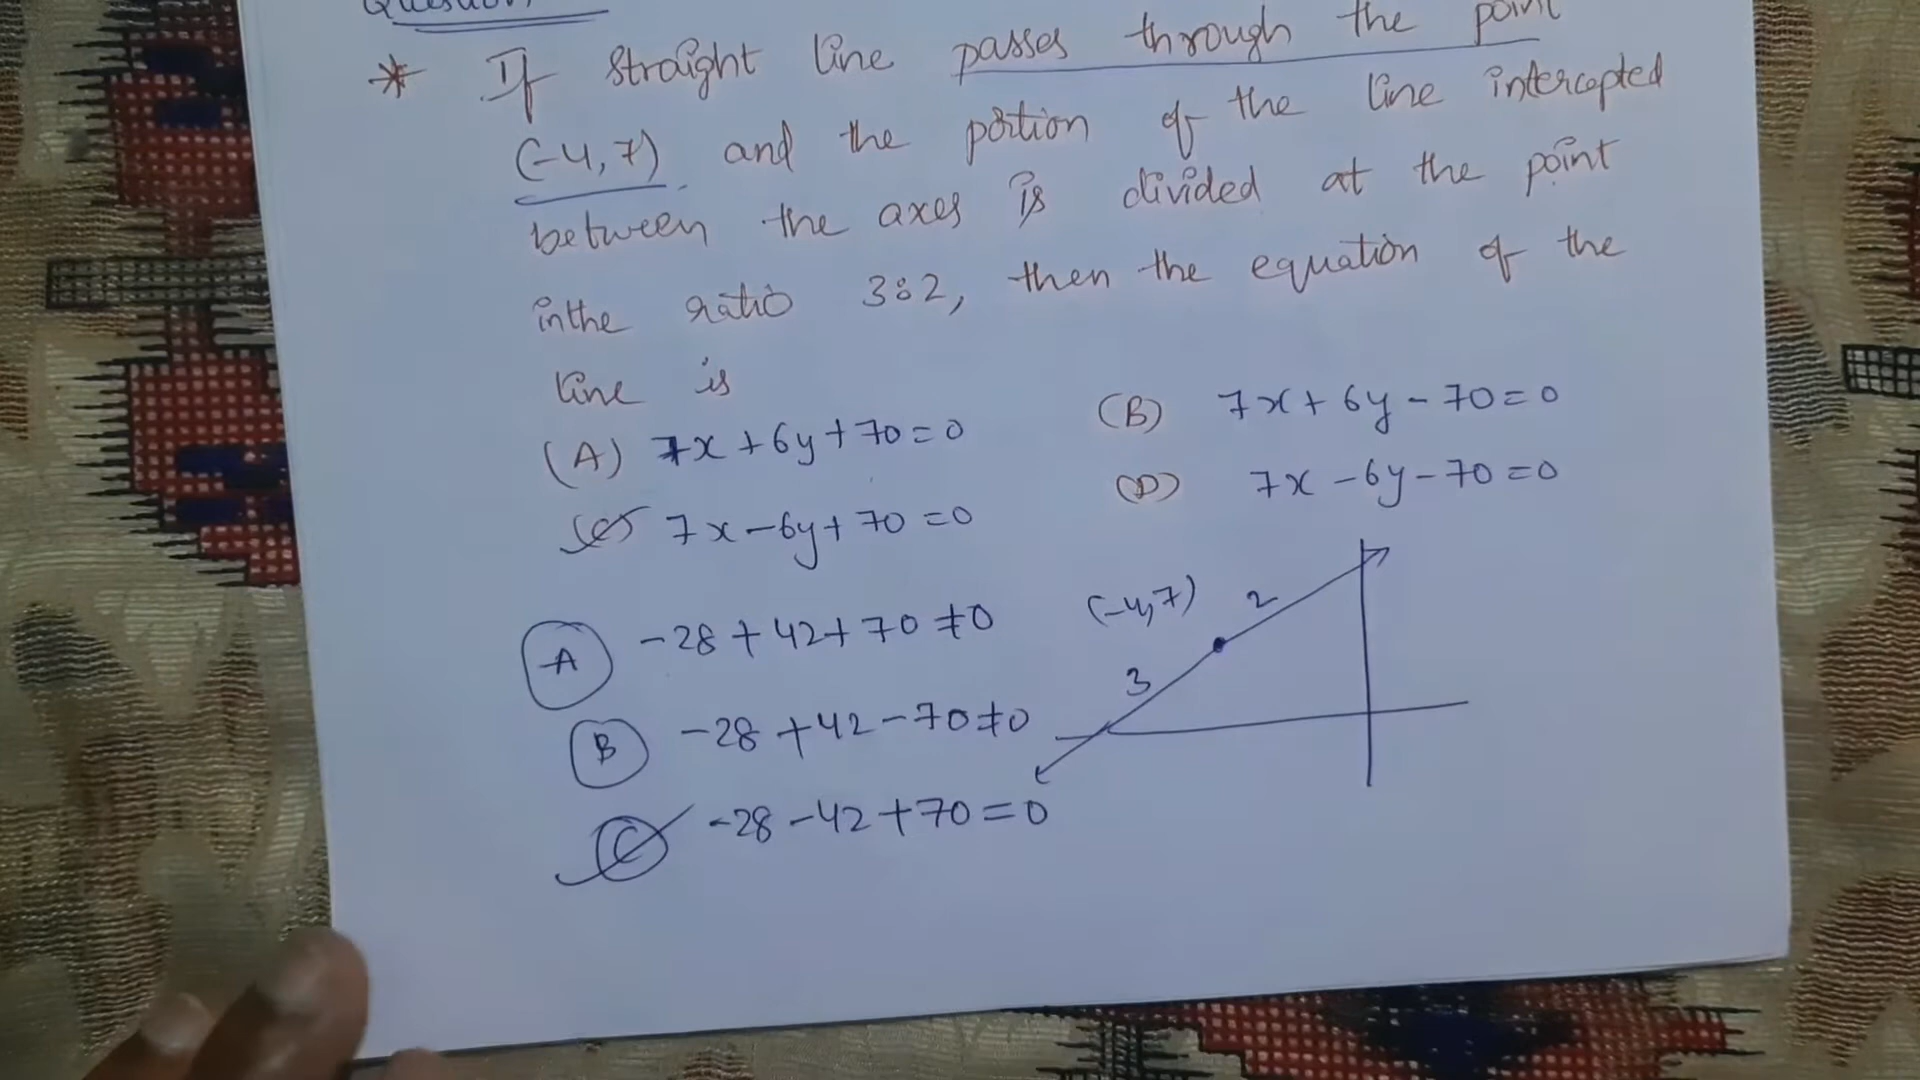 Question
* If straight line passes through the point
(-4,7) and the portion of the line intercepted
between the axes is divided at the point
in the ratio 3:2, then the equation of the
line is
(A) 7x + 6y + 70 = 0
(B) 7x + 6y - 70 = 0
(C) 7x - 6y + 70 = 0
(D) 7x - 6y - 70 = 0
A -28 + 42 + 70 ≠ 0
B -28 + 42 - 70 ≠ 0
C -28 - 42 + 70 = 0
(-4,7)
2
3